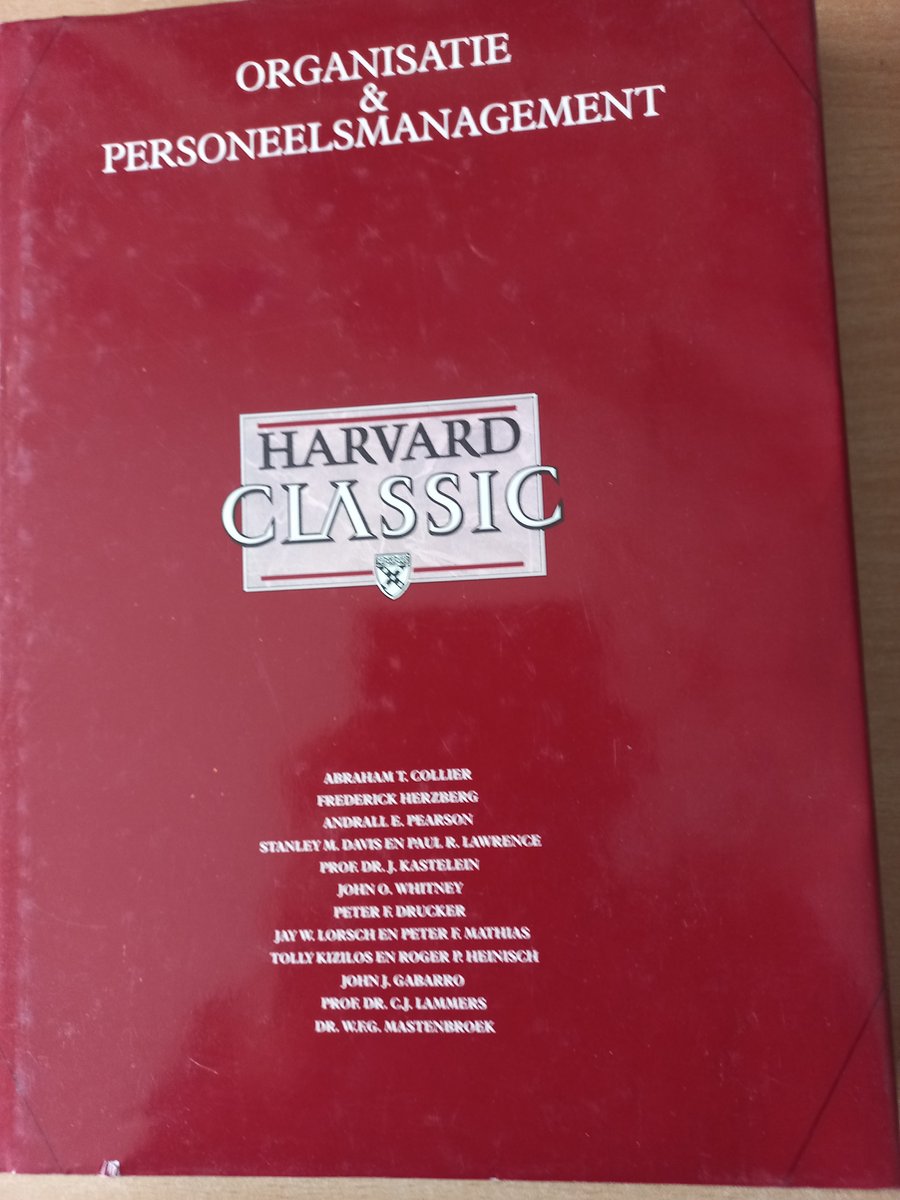 ORGANISATIE
&
PERSONEELSMANAGEMENT
HARVARD
CLASSIC
ABRAHAM T. COLLIER
FREDERICK HERZBERG
ANDRALL E. PEARSON
STANLEY M. DAVIS EN PAUL R. LAWRENCE
PROF. DR. J. KASTELEIN
JOHN O. WHITNEY
PETER F. DRUCKER
JAY W. LORSCH EN PETER F. MATHIAS
TOLLY KIZILOS EN ROGER P. HEINISCH
JOHN J. GABARRO
PROF. DR. C.J. LAMMERS
DR. W.F.G. MASTENBROEK